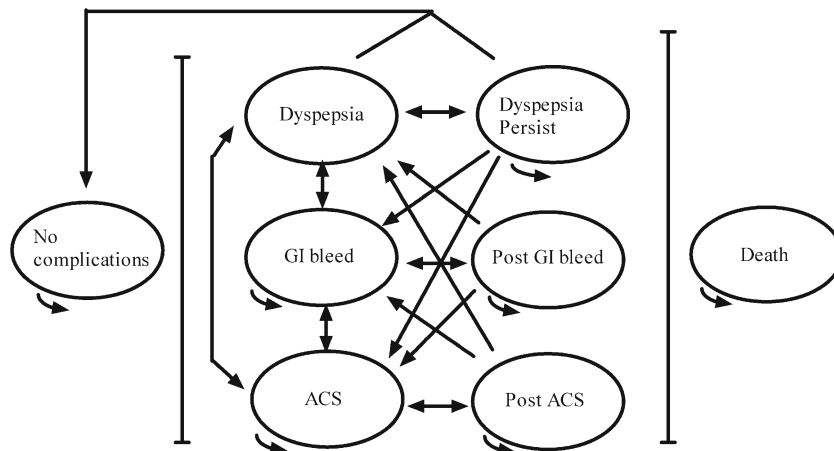 Dyspepsia
Dyspepsia
Persist
No
complications
GI bleed
Post GI bleed
Death
ACS
Post ACS